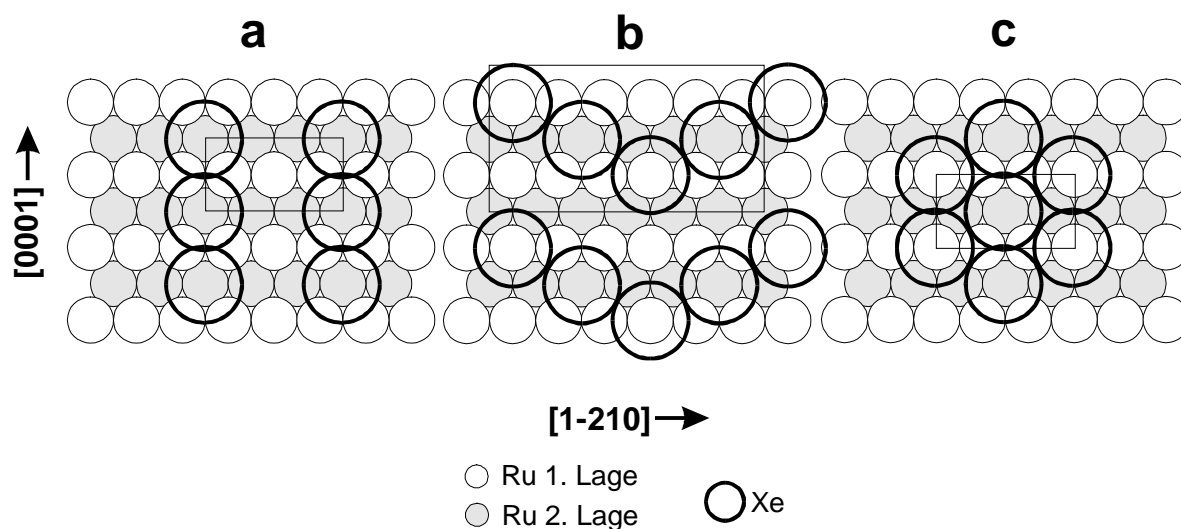 a b c
[0001]
[1-210]
Ru 1. Lage
Ru 2. Lage
Xe